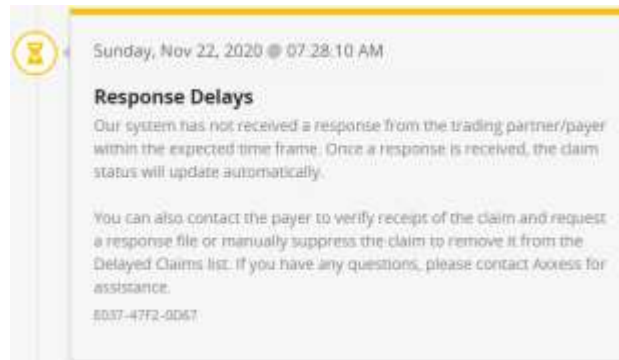 Sunday, Nov 22, 2020 @ 07:28:10 AM
Response Delays
Our system has not received a response from the trading partner/payer
within the expected time frame. Once a response is received, the claim
status will update automatically.
You can also contact the payer to verify receipt of the claim and request
a response file or manually suppress the claim to remove it from the
Delayed Claims list. If you have any questions, please contact Axxess for
assistance.
6037-47F2-0D67